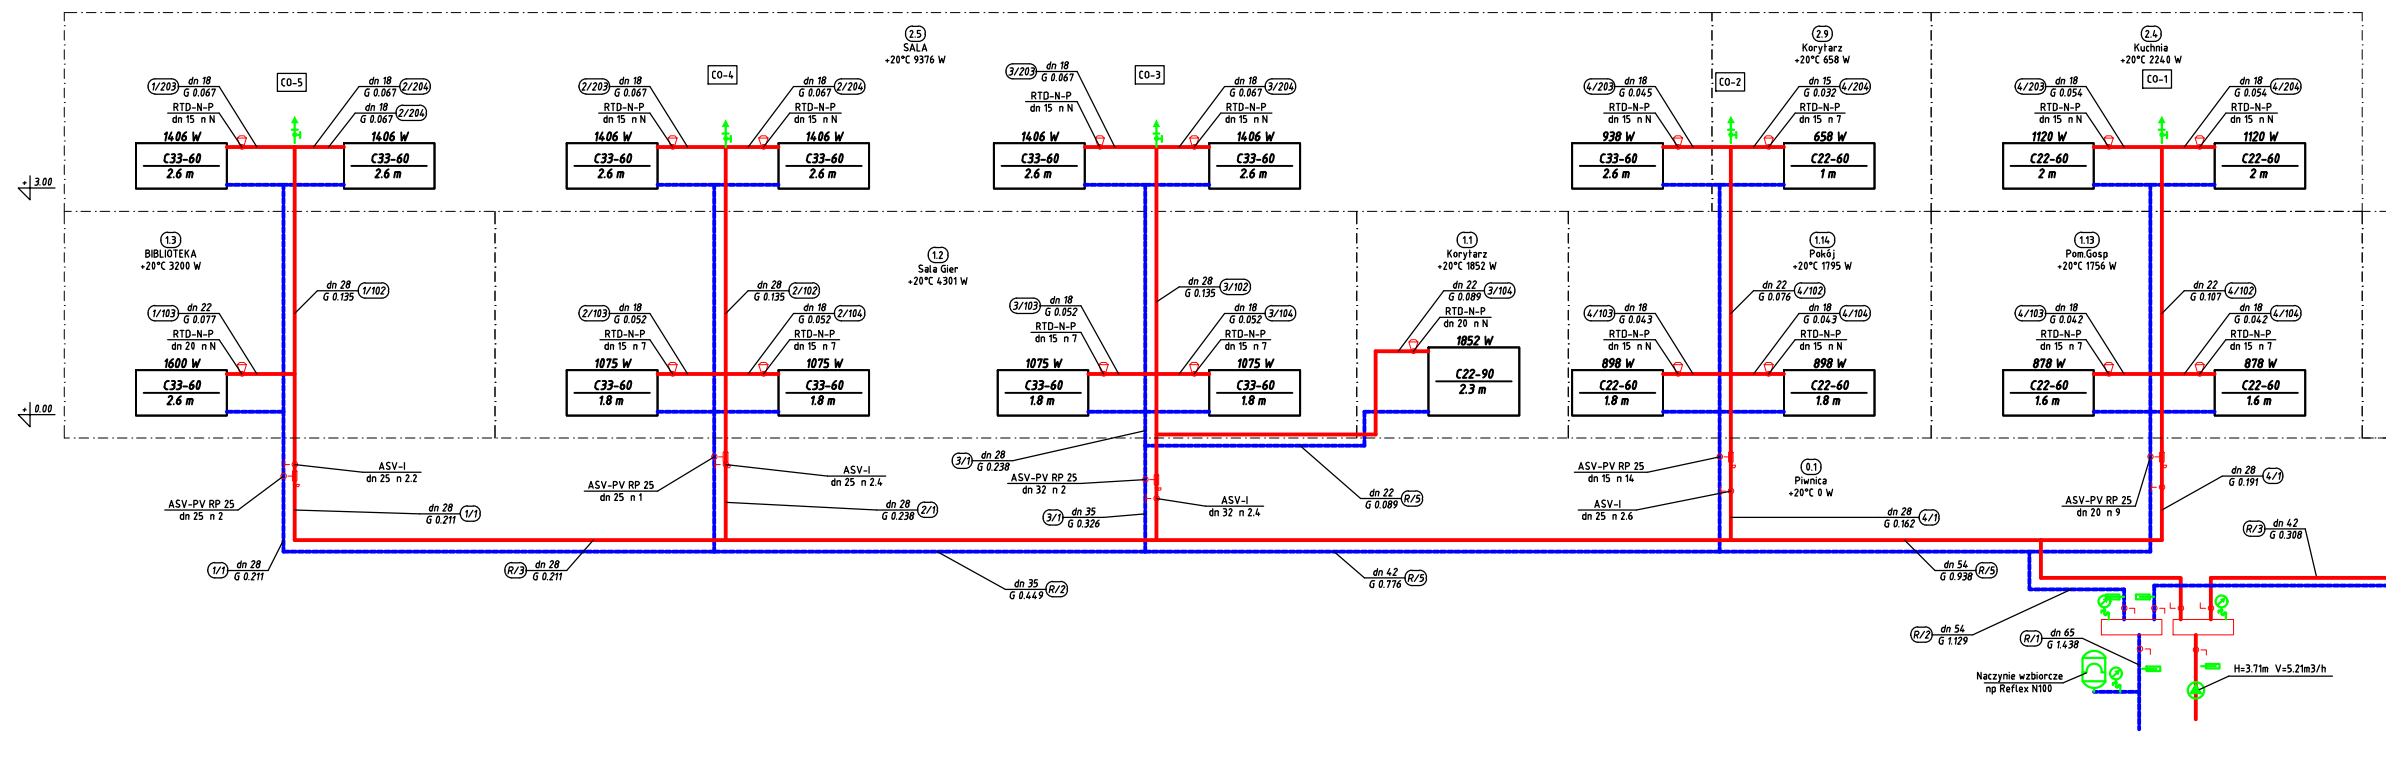 2.5
SALA
+20°C 9376 W
2.9
Korytarz
+20°C 658 W
2.4
Kuchnia
+20°C 2240 W
CO-5
CO-4
CO-3
CO-2
CO-1
1/203 dn 18
G 0.067
RTD-N-P
dn 15 n N
dn 18 2/204
G 0.067
dn 18
G 0.067 2/204
1406 W
C33-60
2.6 m
1406 W
C33-60
2.6 m
2/203 dn 18
G 0.067
RTD-N-P
dn 15 n N
dn 18 2/204
G 0.067
RTD-N-P
dn 15 n N
1406 W
C33-60
2.6 m
1406 W
C33-60
2.6 m
3/203 dn 18
G 0.067
RTD-N-P
dn 15 n N
dn 18 3/204
G 0.067
RTD-N-P
dn 15 n N
1406 W
C33-60
2.6 m
1406 W
C33-60
2.6 m
4/203 dn 18
G 0.045
RTD-N-P
dn 15 n N
dn 15 4/204
G 0.032
RTD-N-P
dn 15 n 7
938 W
C33-60
2.6 m
658 W
C22-60
1 m
4/203 dn 18
G 0.054
RTD-N-P
dn 15 n N
dn 18 4/204
G 0.054
RTD-N-P
dn 15 n N
1120 W
C22-60
2 m
1120 W
C22-60
2 m
+ 3.00
1.3
BIBLIOTEKA
+20°C 3200 W
1.2
Sala Gier
+20°C 4301 W
1.1
Korytarz
+20°C 1852 W
1.14
Pokój
+20°C 1795 W
1.13
Pom.Gosp
+20°C 1756 W
dn 28 1/102
G 0.135
dn 28 2/102
G 0.135
dn 28 3/102
G 0.135
dn 22 4/102
G 0.076
dn 22 4/102
G 0.107
1/103 dn 22
G 0.077
RTD-N-P
dn 20 n N
1600 W
C33-60
2.6 m
2/103 dn 18
G 0.052
RTD-N-P
dn 15 n 7
dn 18 2/104
G 0.052
RTD-N-P
dn 15 n 7
1075 W
C33-60
1.8 m
1075 W
C33-60
1.8 m
3/103 dn 18
G 0.052
RTD-N-P
dn 15 n 7
dn 18 3/104
G 0.052
RTD-N-P
dn 15 n 7
1075 W
C33-60
1.8 m
1075 W
C33-60
1.8 m
dn 22 3/104
G 0.089
RTD-N-P
dn 20 n N
1852 W
C22-90
2.3 m
4/103 dn 18
G 0.043
RTD-N-P
dn 15 n N
dn 18 4/104
G 0.043
RTD-N-P
dn 15 n N
898 W
C22-60
1.8 m
898 W
C22-60
1.8 m
4/103 dn 18
G 0.042
RTD-N-P
dn 15 n 7
dn 18 4/104
G 0.042
RTD-N-P
dn 15 n 7
878 W
C22-60
1.6 m
878 W
C22-60
1.6 m
+ 0.00
ASV-I
dn 25 n 2.2
ASV-PV RP 25
dn 25 n 2
dn 28 1/1
G 0.211
ASV-PV RP 25
dn 25 n 1
ASV-I
dn 25 n 2.4
dn 28 2/1
G 0.238
3/1 dn 28
G 0.238
ASV-PV RP 25
dn 32 n 2
3/1 dn 35
G 0.326
ASV-I
dn 32 n 2.4
dn 22 R/5
G 0.089
ASV-PV RP 25
dn 15 n 14
ASV-I
dn 25 n 2.6
0.1
Piwnica
+20°C 0 W
dn 28 4/1
G 0.162
ASV-PV RP 25
dn 20 n 9
dn 28 4/1
G 0.191
R/3 dn 42
G 0.308
1/1 dn 28
G 0.211
R/3 dn 28
G 0.211
dn 35 R/2
G 0.449
dn 42 R/5
G 0.776
dn 54 R/5
G 0.938
R/2 dn 54
G 1.129
R/1 dn 65
G 1.438
Naczynie wzbiorcze
np Reflex N100
H=3.71m V=5.21m3/h